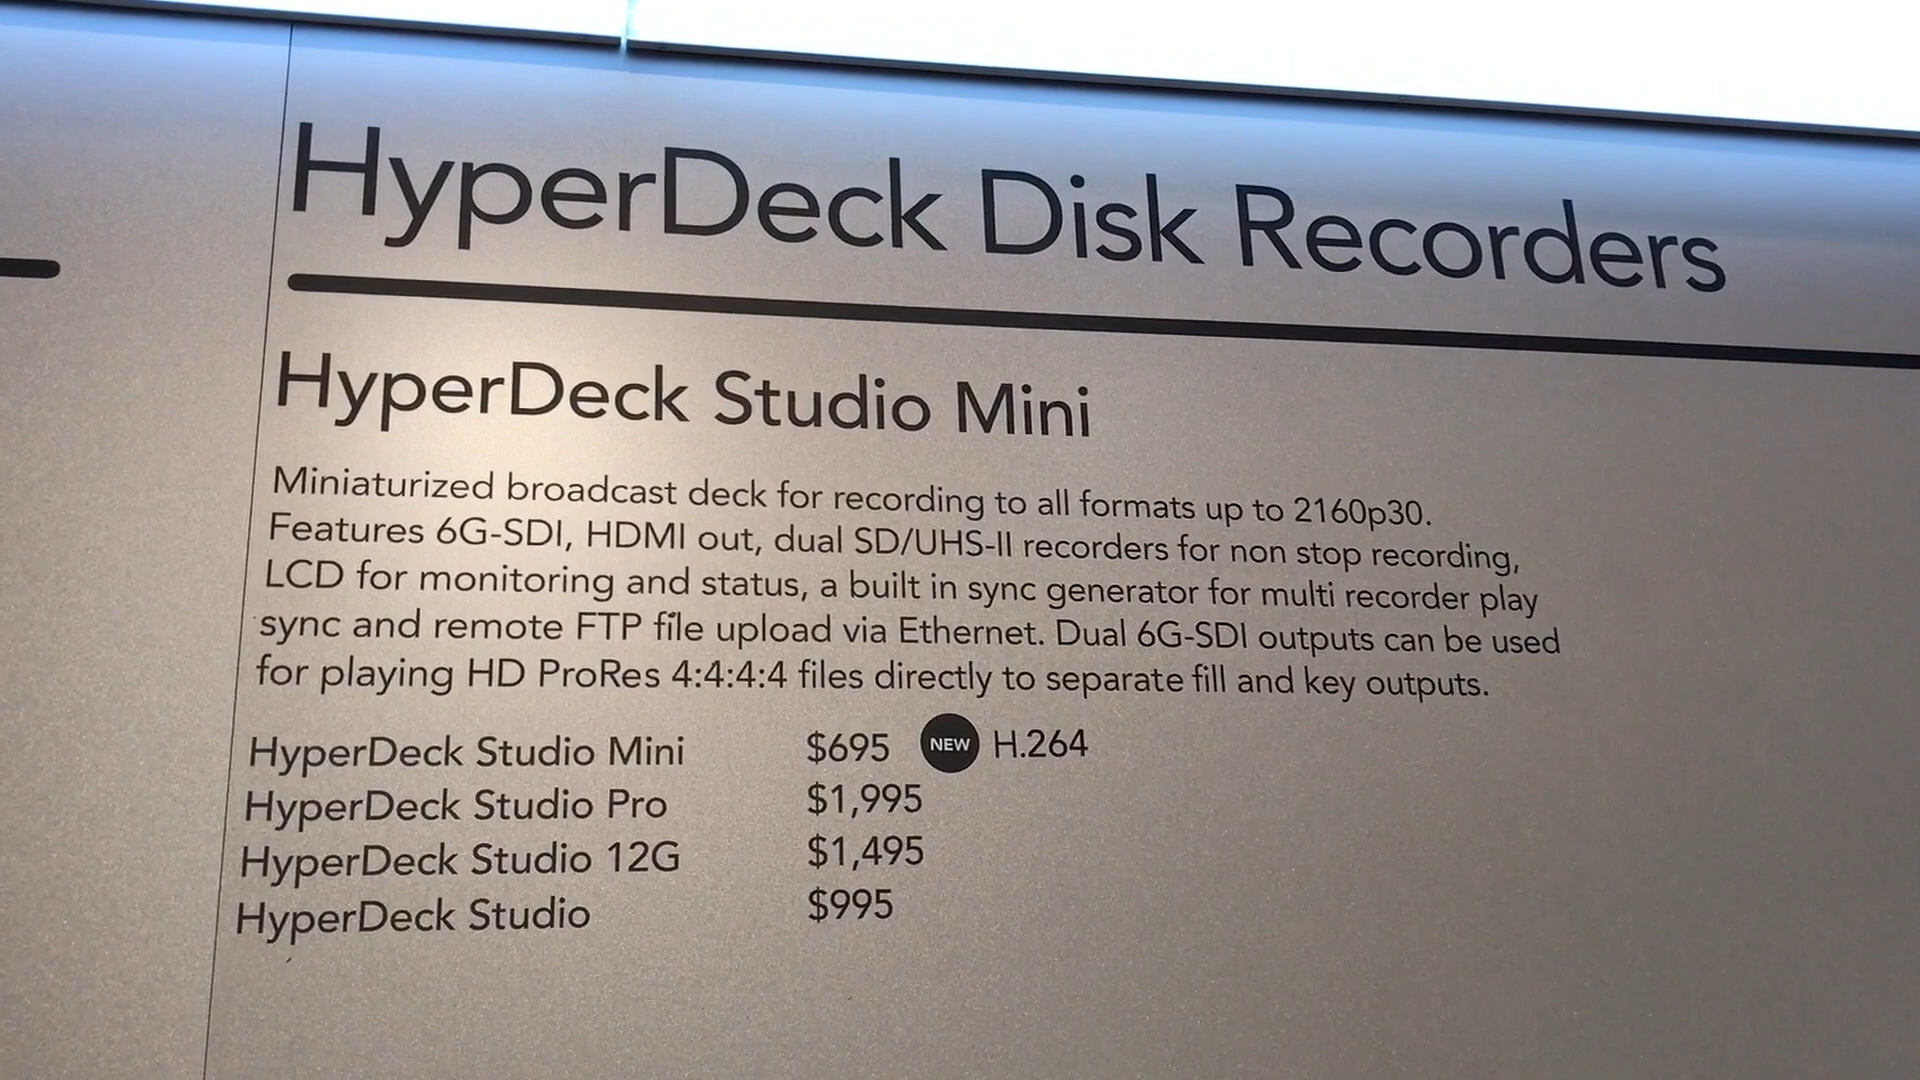 HyperDeck Disk Recorders
HyperDeck Studio Mini
Miniaturized broadcast deck for recording to all formats up to 2160p30.
Features 6G-SDI, HDMI out, dual SD/UHS-II recorders for non stop recording,
LCD for monitoring and status, a built in sync generator for multi recorder play
sync and remote FTP file upload via Ethernet. Dual 6G-SDI outputs can be used
for playing HD ProRes 4:4:4:4 files directly to separate fill and key outputs.
HyperDeck Studio Mini $695 NEW H.264
HyperDeck Studio Pro $1,995
HyperDeck Studio 12G $1,495
HyperDeck Studio $995